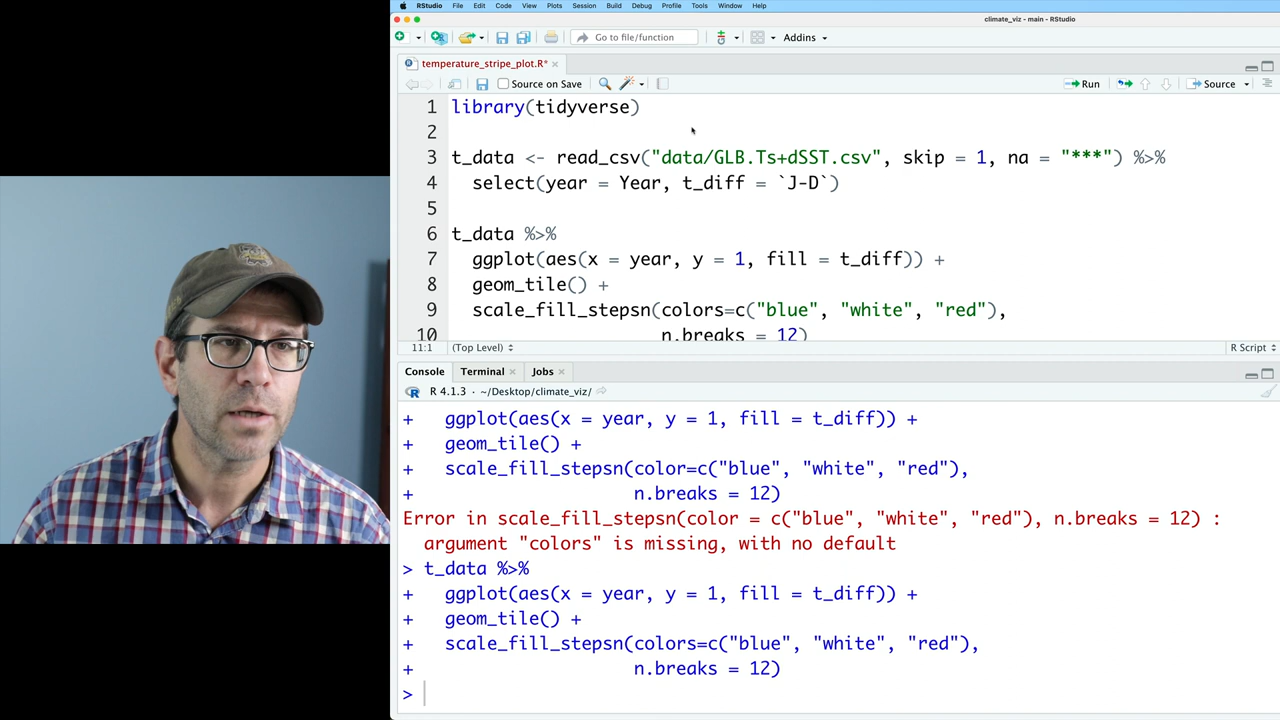 RStudio File Edit Code View Plots Session Build Debug Profile Tools Window Help
climate_viz - main - RStudio
Go to file/function Addins
temperature_stripe_plot.R*
Source on Save Run Source
1 library(tidyverse)
2
3 t_data <- read_csv("data/GLB.Ts+dSST.csv", skip = 1, na = "***") %>%
4 select(year = Year, t_diff = `J-D`)
5
6 t_data %>%
7 ggplot(aes(x = year, y = 1, fill = t_diff)) +
8 geom_tile() +
9 scale_fill_stepsn(colors=c("blue", "white", "red"),
10 n.breaks = 12)
11:1 (Top Level) R Script
Console Terminal Jobs
R 4.1.3 · ~/Desktop/climate_viz/
+ ggplot(aes(x = year, y = 1, fill = t_diff)) +
+ geom_tile() +
+ scale_fill_stepsn(color=c("blue", "white", "red"),
+ n.breaks = 12)
Error in scale_fill_stepsn(color = c("blue", "white", "red"), n.breaks = 12) :
argument "colors" is missing, with no default
> t_data %>%
+ ggplot(aes(x = year, y = 1, fill = t_diff)) +
+ geom_tile() +
+ scale_fill_stepsn(colors=c("blue", "white", "red"),
+ n.breaks = 12)
>